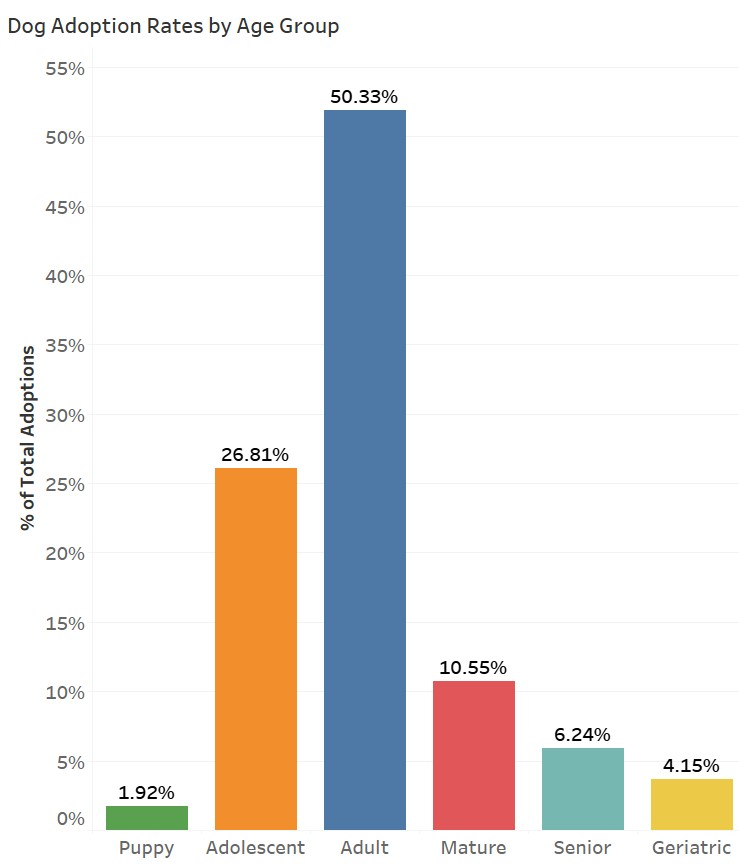 Dog Adoption Rates by Age Group
% of Total Adoptions
55%
50%
45%
40%
35%
30%
25%
20%
15%
10%
5%
0%
1.92%
26.81%
50.33%
10.55%
6.24%
4.15%
Puppy
Adolescent
Adult
Mature
Senior
Geriatric